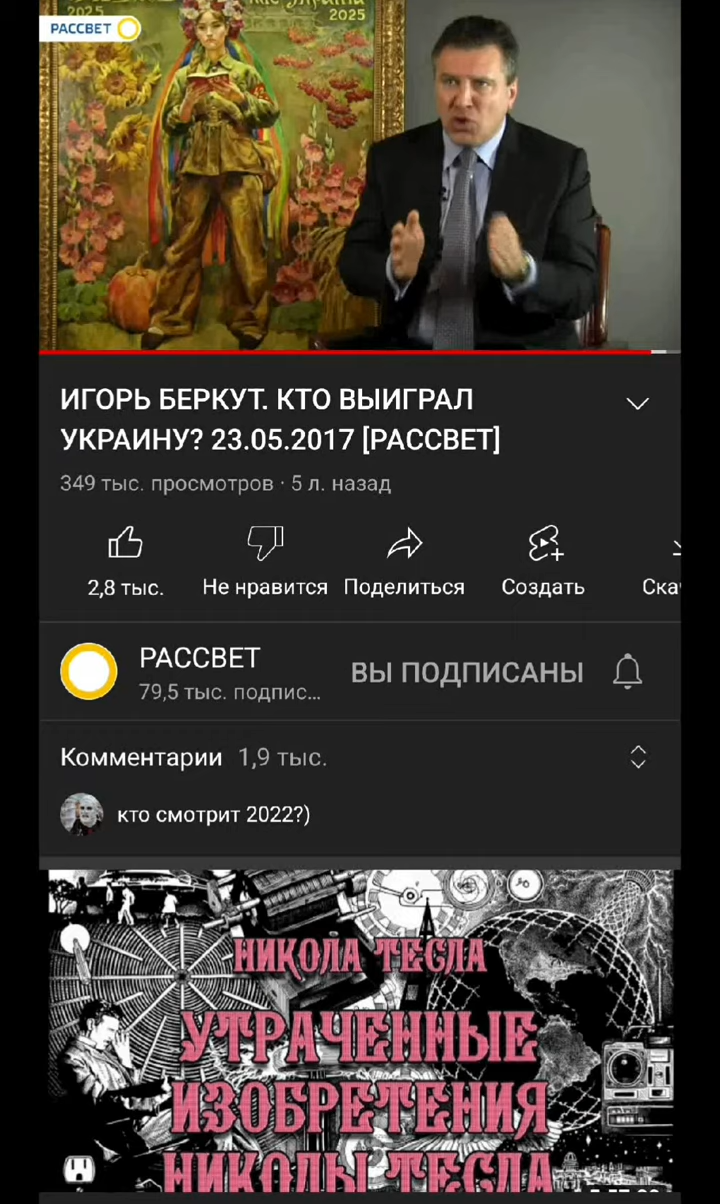 2025
2025
РАССВЕТ
ИГОРЬ БЕРКУТ. КТО ВЫИГРАЛ
УКРАИНУ? 23.05.2017 [РАССВЕТ]
349 тыс. просмотров · 5 л. назад
2,8 тыс. Не нравится Поделиться Создать Ска
РАССВЕТ
ВЫ ПОДПИСАНЫ
79,5 тыс. подпис...
Комментарии 1,9 тыс.
кто смотрит 2022?)
НИКОЛА ТЕСЛА
УТРАЧЕННЫЕ
ИЗОБРЕТЕНИЯ
НИКОЛЫ ТЕСЛА